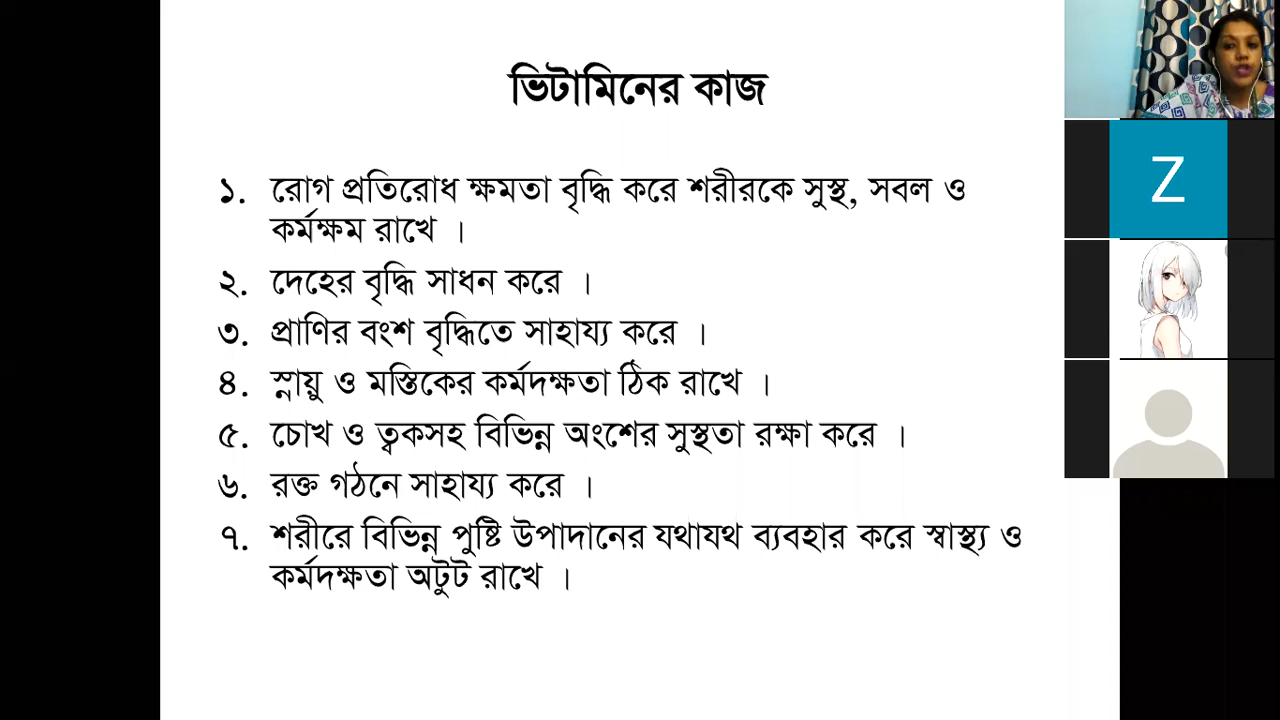 ভিটামিনের কাজ
১. রোগ প্রতিরোধ ক্ষমতা বৃদ্ধি করে শরীরকে সুস্থ, সবল ও
কর্মক্ষম রাখে ।
২. দেহের বৃদ্ধি সাধন করে ।
৩. প্রাণির বংশ বৃদ্ধিতে সাহায্য করে ।
৪. স্নায়ু ও মস্তিকের কর্মদক্ষতা ঠিক রাখে ।
৫. চোখ ও ত্বকসহ বিভিন্ন অংশের সুস্থতা রক্ষা করে ।
৬. রক্ত গঠনে সাহায্য করে ।
৭. শরীরে বিভিন্ন পুষ্টি উপাদানের যথাযথ ব্যবহার করে স্বাস্থ্য ও
কর্মদক্ষতা অটুট রাখে ।
Z